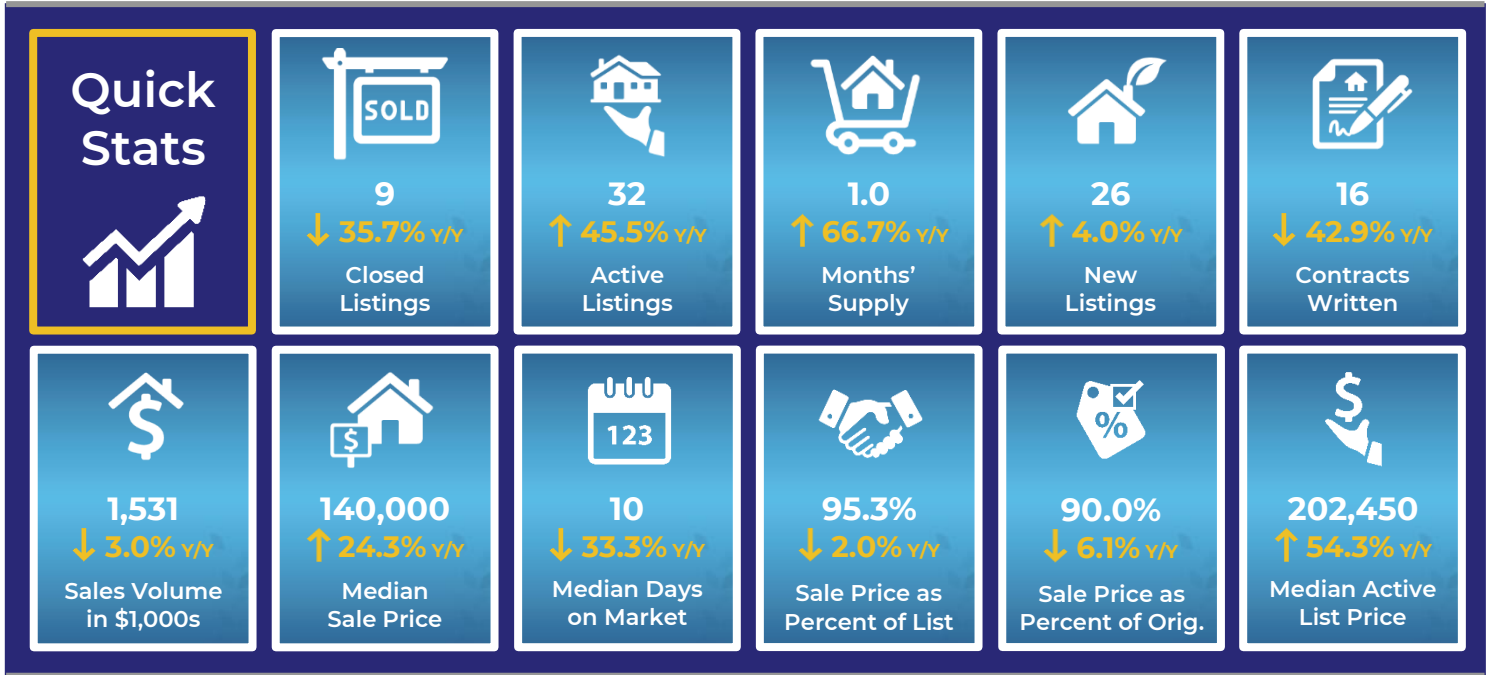 Quick
Stats
SOLD
9
↓ 35.7% Y/Y
Closed
Listings
32
↑ 45.5% Y/Y
Active
Listings
1.0
↑ 66.7% Y/Y
Months’
Supply
26
↑ 4.0% Y/Y
New
Listings
16
↓ 42.9% Y/Y
Contracts
Written
$
1,531
↓ 3.0% Y/Y
Sales Volume
in $1,000s
$
140,000
↑ 24.3% Y/Y
Median
Sale Price
123
10
↓ 33.3% Y/Y
Median Days
on Market
95.3%
↓ 2.0% Y/Y
Sale Price as
Percent of List
%
90.0%
↓ 6.1% Y/Y
Sale Price as
Percent of Orig.
$
202,450
↑ 54.3% Y/Y
Median Active
List Price